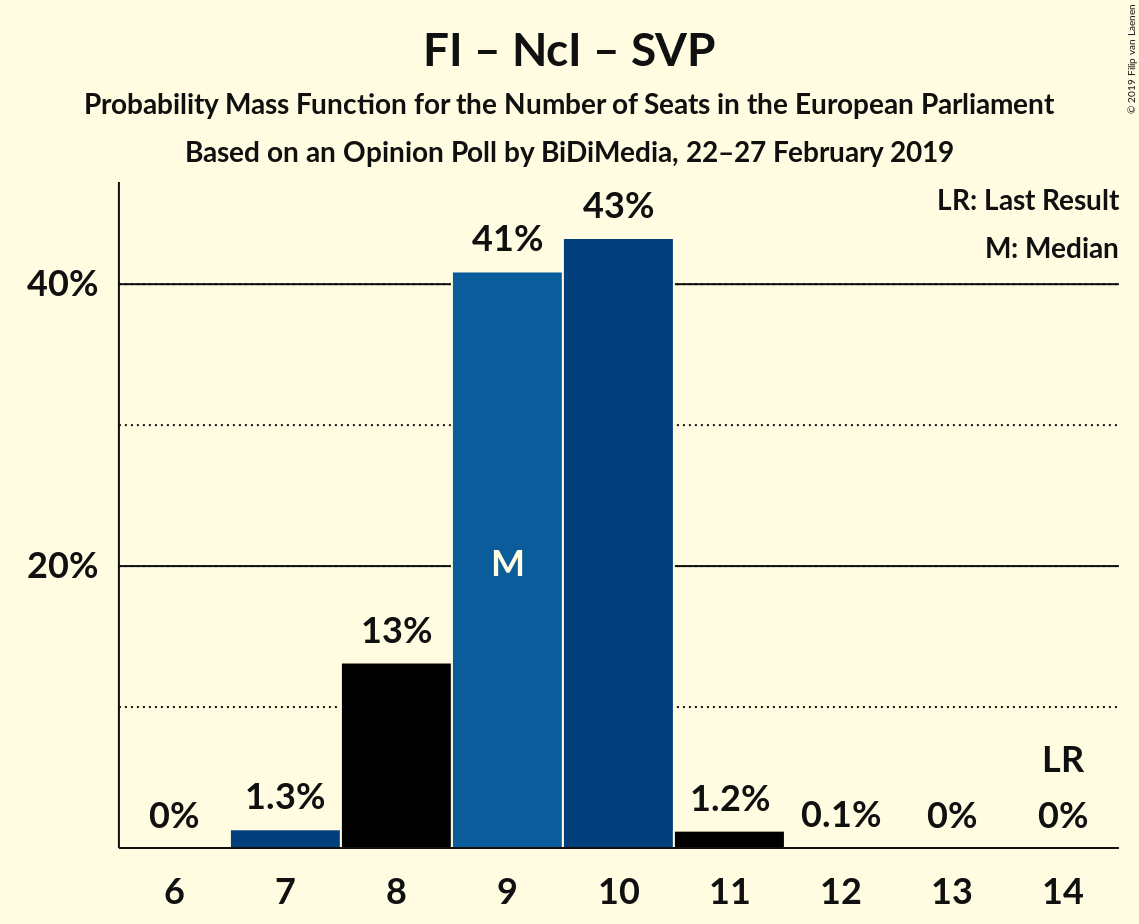 FI – NcI – SVP
Probability Mass Function for the Number of Seats in the European Parliament
Based on an Opinion Poll by BiDiMedia, 22–27 February 2019
© 2019 Filip van Laenen
LR: Last Result
M: Median
40%
20%
0%
1.3%
13%
41%
M
43%
1.2%
0.1%
0%
LR
0%
6 7 8 9 10 11 12 13 14